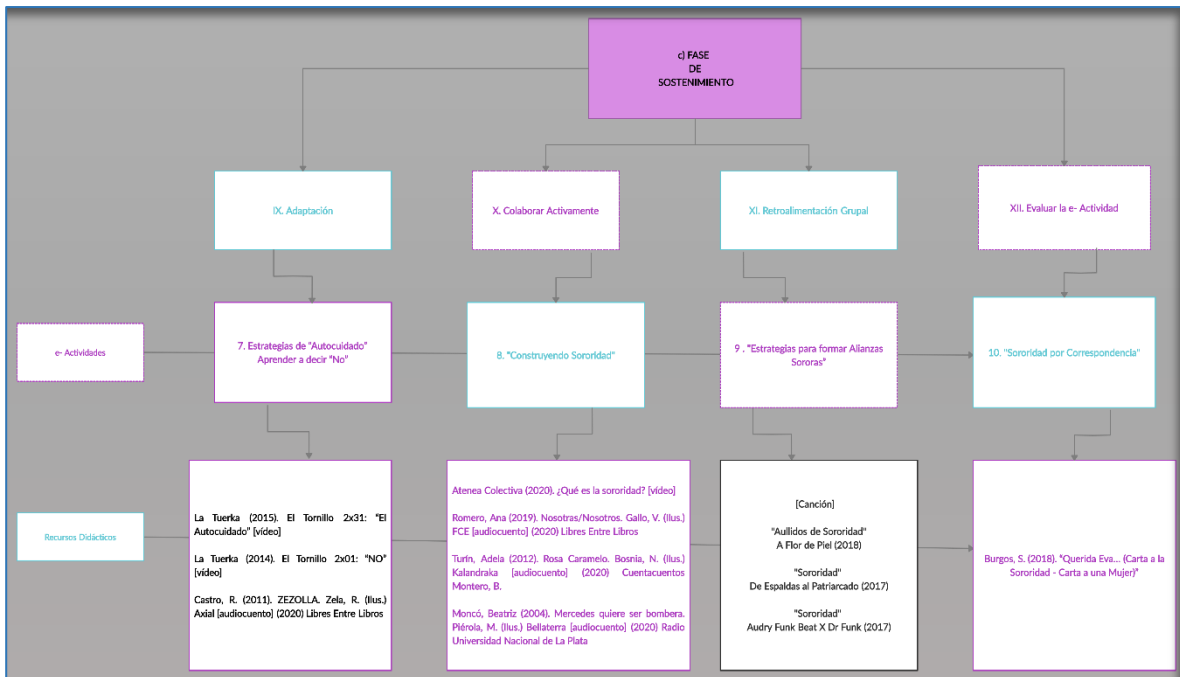 c) FASE
DE
SOSTENIMIENTO
IX. Adaptación
X. Colaborar Activamente
XI. Retroalimentación Grupal
XII. Evaluar la e- Actividad
e- Actividades
7. Estrategias de "Autocuidado"
Aprender a decir "No"
8. "Construyendo Sororidad"
9 . "Estrategias para formar Alianzas
Sororas"
10. "Sororidad por Correspondencia"
Recursos Didácticos
La Tuerka (2015). El Tornillo 2x31: "El
Autocuidado" [vídeo]
La Tuerka (2014). El Tornillo 2x01: "NO"
[vídeo]
Castro, R. (2011). ZEZOLLA. Zela, R. (Ilus.)
Axial [audiocuento] (2020) Libres Entre Libros
Atenea Colectiva (2020). ¿Qué es la sororidad? [vídeo]
Romero, Ana (2019). Nosotras/Nosotros. Gallo, V. (Ilus.)
FCE [audiocuento] (2020) Libres Entre Libros
Turín, Adela (2012). Rosa Caramelo. Bosnia, N. (Ilus.)
Kalandraka [audiocuento] (2020) Cuentacuentos
Montero, B.
Moncó, Beatriz (2004). Mercedes quiere ser bombera.
Piérola, M. (Ilus.) Bellaterra [audiocuento] (2020) Radio
Universidad Nacional de La Plata
[Canción]
"Aullidos de Sororidad"
A Flor de Piel (2018)
"Sororidad"
De Espaldas al Patriarcado (2017)
"Sororidad"
Audry Funk Beat X Dr Funk (2017)
Burgos, S. (2018). "Querida Eva... (Carta a la
Sororidad - Carta a una Mujer)"